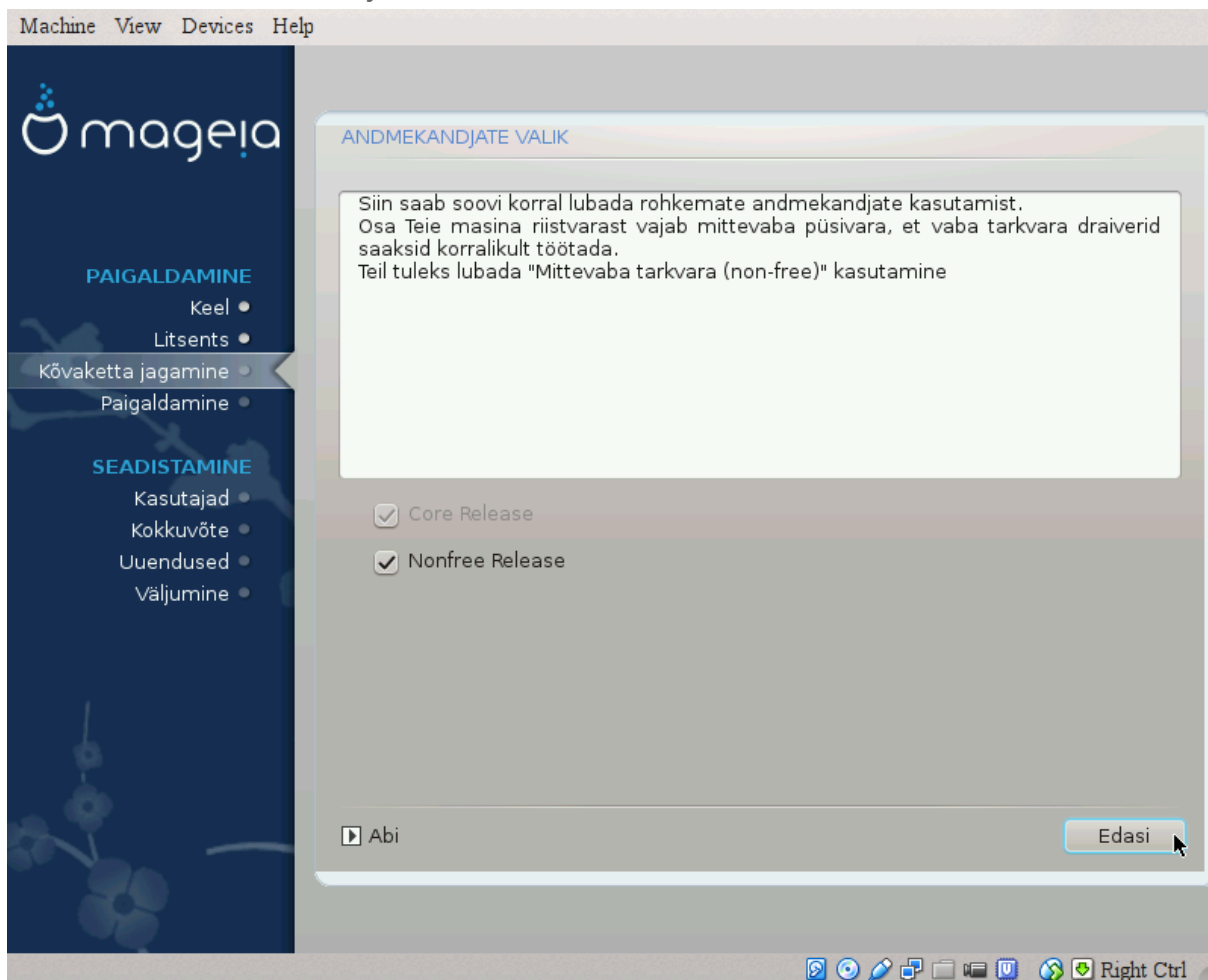 Machine View Devices Help
mageia
ANDMEKANDJATE VALIK
Siin saab soovi korral lubada rohkemate andmekandjate kasutamist.
Osa Teie masina riistvarast vajab mittevaba püsivara, et vaba tarkvara draiverid
saaksid korralikult töötada.
Teil tuleks lubada "Mittevaba tarkvara (non-free)" kasutamine
PAIGALDAMINE
Keel
Litsents
Kõvaketta jagamine
Paigaldamine
SEADISTAMINE
Kasutajad
Kokkuvõte
Uuendused
Väljumine
Core Release
Nonfree Release
Abi
Edasi
Right Ctrl